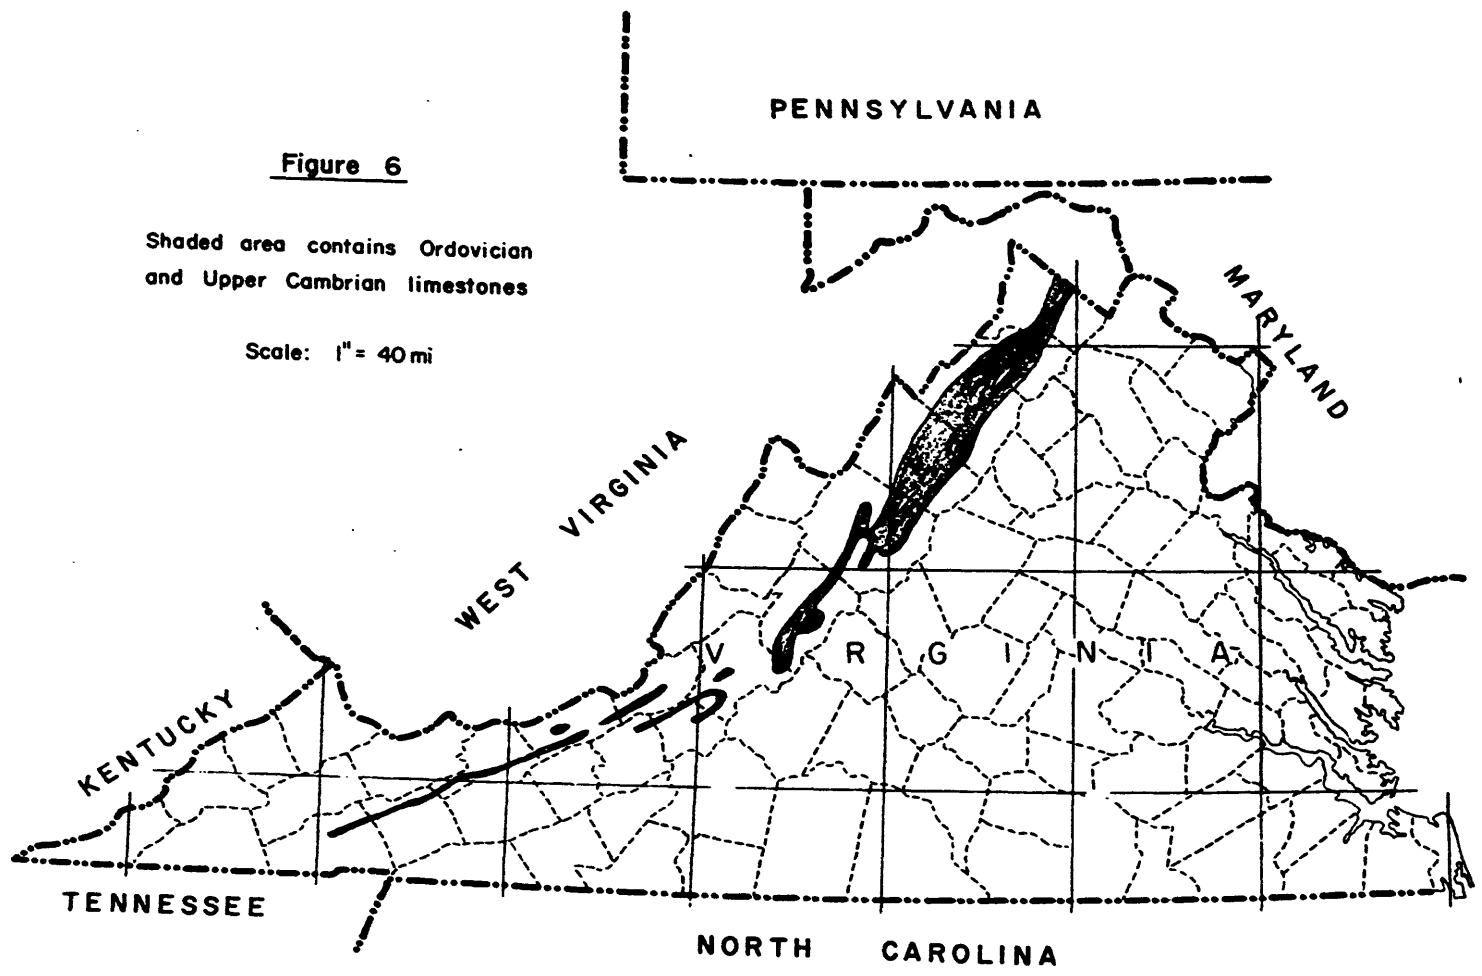 PENNSYLVANIA
Figure 6
Shaded area contains Ordovician
and Upper Cambrian limestones
Scale: 1" = 40 mi
MARYLAND
WEST VIRGINIA
V I R G I N I A
KENTUCKY
TENNESSEE
NORTH CAROLINA